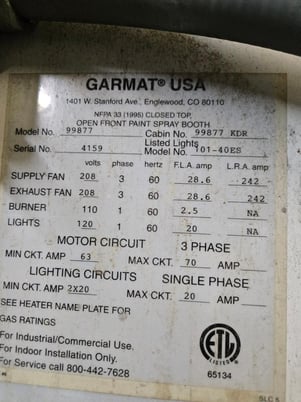 GARMAT® USA
1401 W. Stanford Ave., Englewood, CO 80110
NFPA 33 (1995) CLOSED TOP,
OPEN FRONT PAINT SPRAY BOOTH
Model No. 99877 Cabin No. 99877 KDR
Serial No. 4159 Listed Lights Model No. 701-40ES
volts phase hertz F.L.A. amp L.R.A. amp
SUPPLY FAN 208 3 60 28.6 242
EXHAUST FAN 208 3 60 28.6 242
BURNER 110 1 60 2.5 NA
LIGHTS 120 1 60 20 NA
MOTOR CIRCUIT 3 PHASE
MIN CKT. AMP 63 MAX CKT. 70 AMP
LIGHTING CIRCUITS SINGLE PHASE
MIN CKT. AMP 2X20 MAX CKT. 20 AMP
SEE HEATER NAME PLATE FOR
GAS RATINGS
For Industrial/Commercial Use.
For Indoor Installation Only.
For Service call 800-442-7628
ETL
LISTED
65134